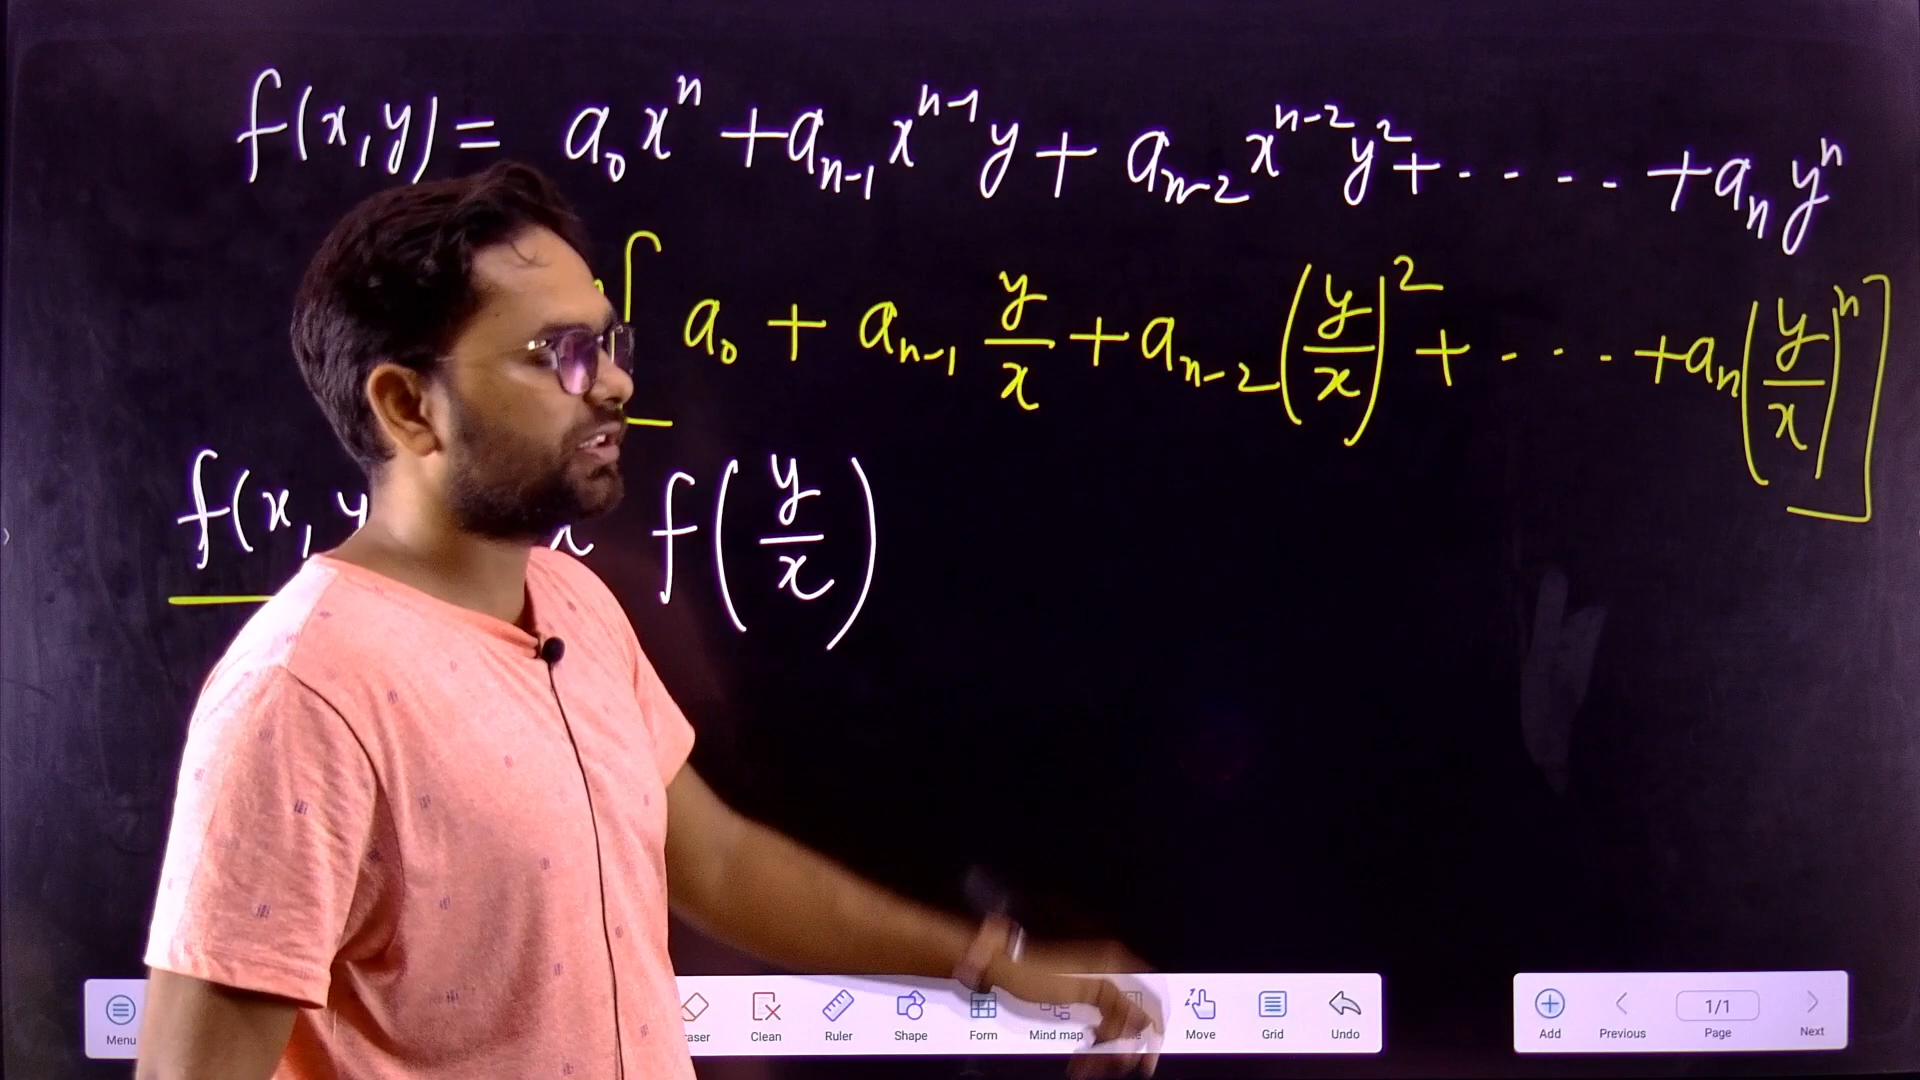 f(x,y) = a₀xⁿ + aₙ₋₁xⁿ⁻¹y + aₙ₋₂xⁿ⁻²y² + ..... + aₙyⁿ
[a₀ + aₙ₋₁ y/x + aₙ₋₂(y/x)² + .... + aₙ(y/x)ⁿ]
f(x, y f(y/x)
Menu Clean Ruler Shape Form Mind map Move Grid Undo Add Previous 1/1 Page Next